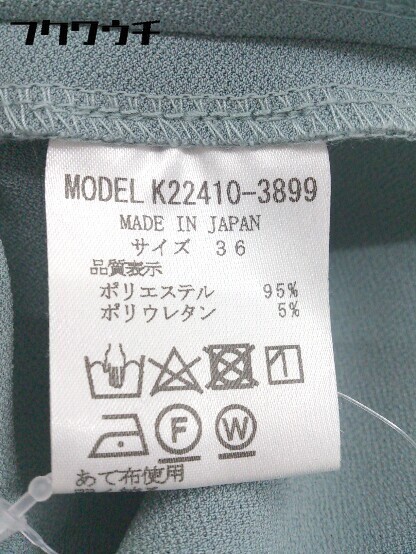 フクワウチ
MODEL K22410-3899
MADE IN JAPAN
サイズ 36
品質表示
ポリエステル 95%
ポリウレタン 5%
F W
あて布使用